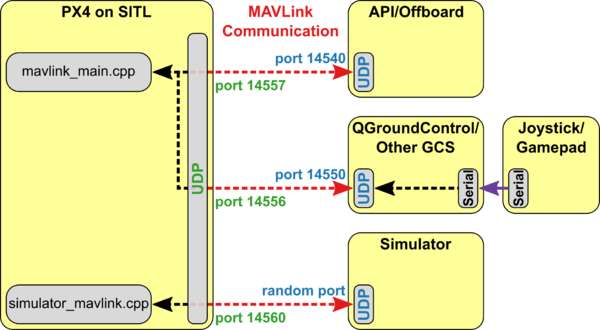 PX4 on SITL
MAVLink
Communication
API/Offboard
mavlink_main.cpp
port 14540
port 14557
UDP
UDP
QGroundControl/
Other GCS
Joystick/
Gamepad
port 14550
port 14556
UDP
Serial
Serial
Simulator
simulator_mavlink.cpp
random port
port 14560
UDP